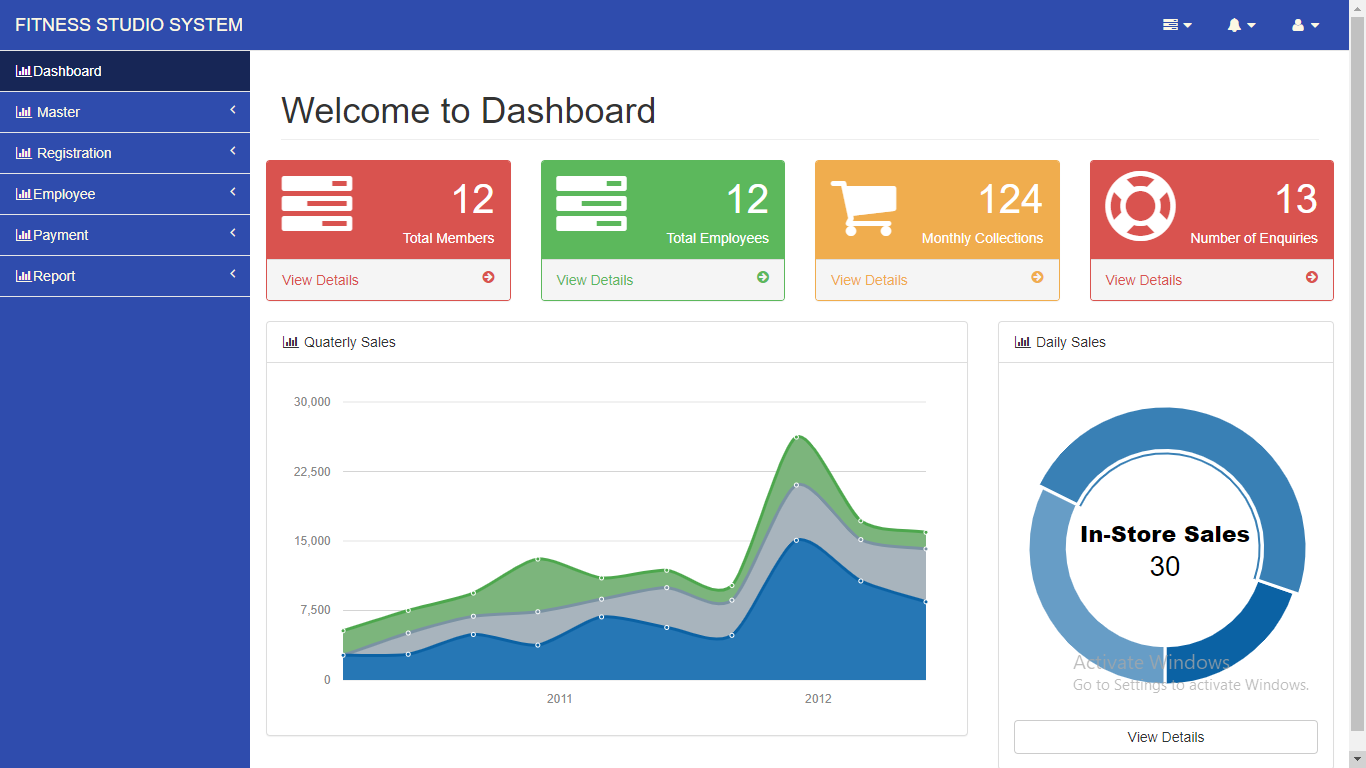 FITNESS STUDIO SYSTEM
Dashboard
Master
Registration
Employee
Payment
Report
Welcome to Dashboard
12
Total Members
View Details
12
Total Employees
View Details
124
Monthly Collections
View Details
13
Number of Enquiries
View Details
Quaterly Sales
30,000
22,500
15,000
7,500
0
2011
2012
Daily Sales
In-Store Sales
30
Activate Windows
Go to Settings to activate Windows.
View Details